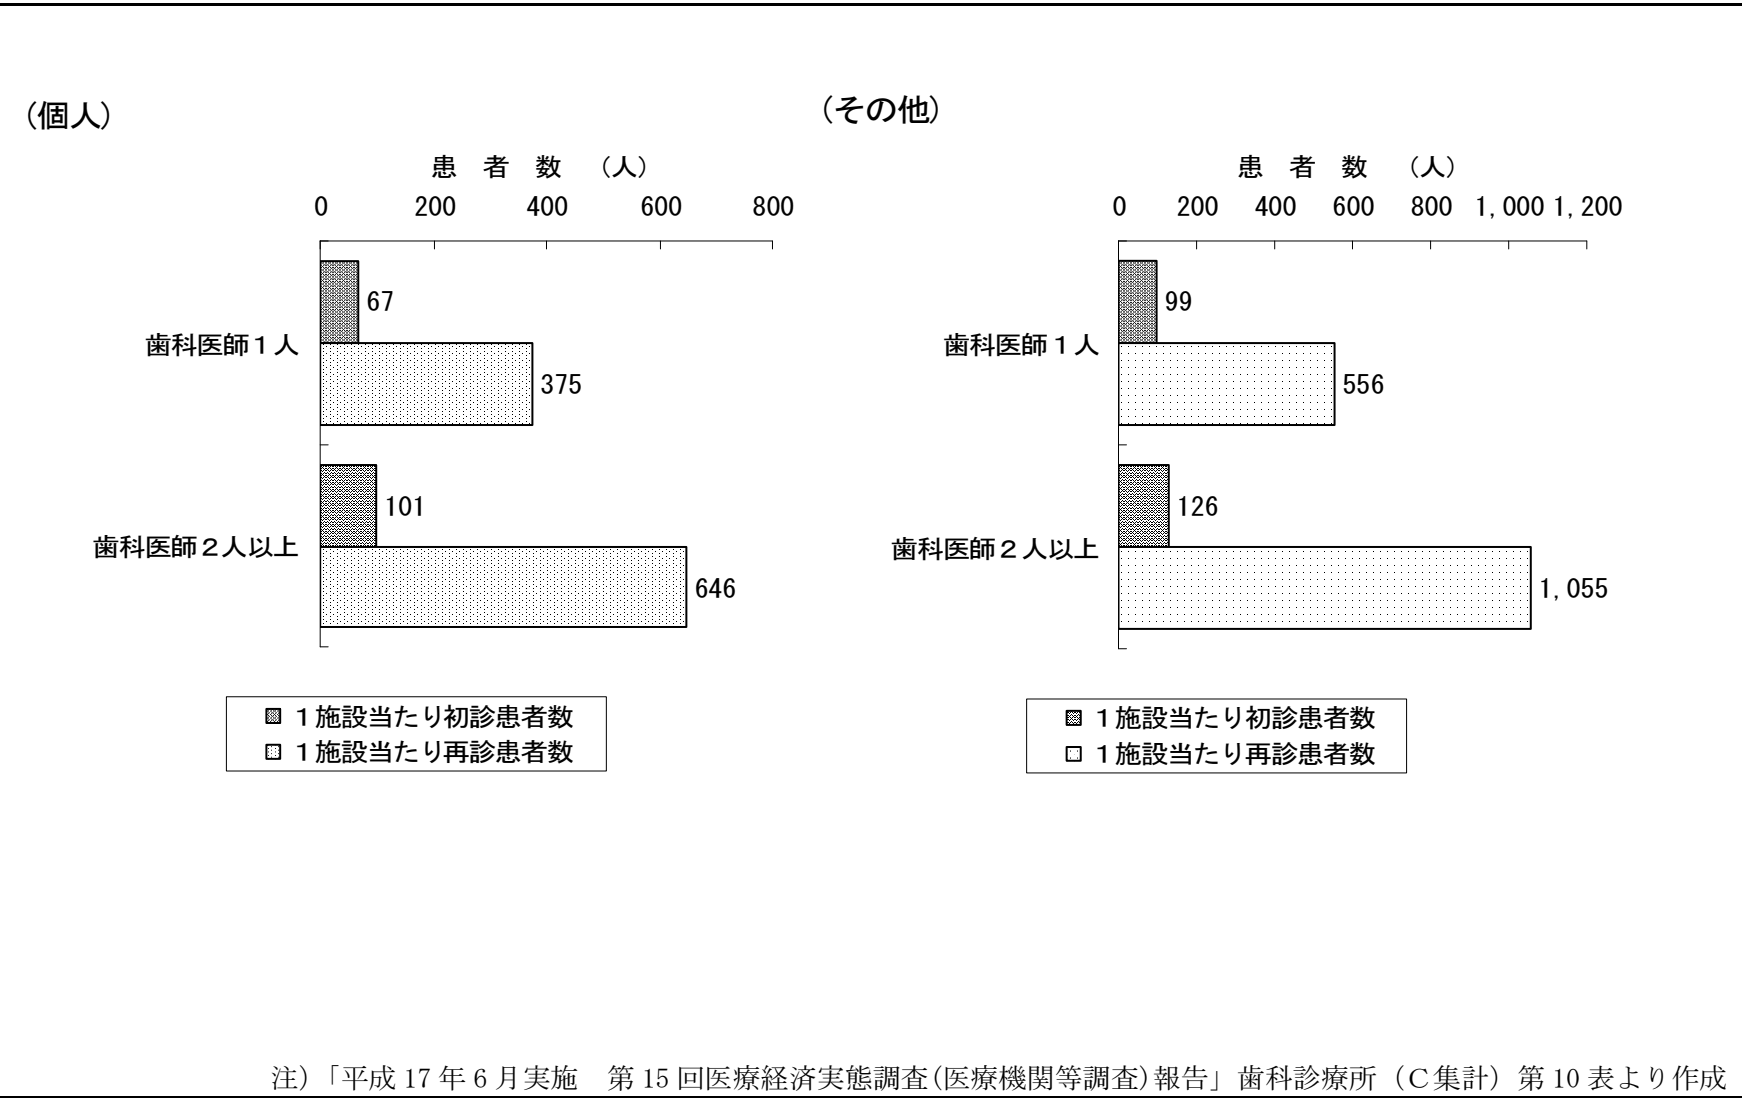 （個人）
患　者　数　（人）
0 200 400 600 800
歯科医師１人
67
375
歯科医師２人以上
101
646
１施設当たり初診患者数
１施設当たり再診患者数
（その他）
患　者　数　（人）
0 200 400 600 800 1,000 1,200
歯科医師１人
99
556
歯科医師２人以上
126
1,055
１施設当たり初診患者数
１施設当たり再診患者数
注）「平成 17 年 6 月実施　第 15 回医療経済実態調査(医療機関等調査)報告」歯科診療所（Ｃ集計）第 10 表より作成